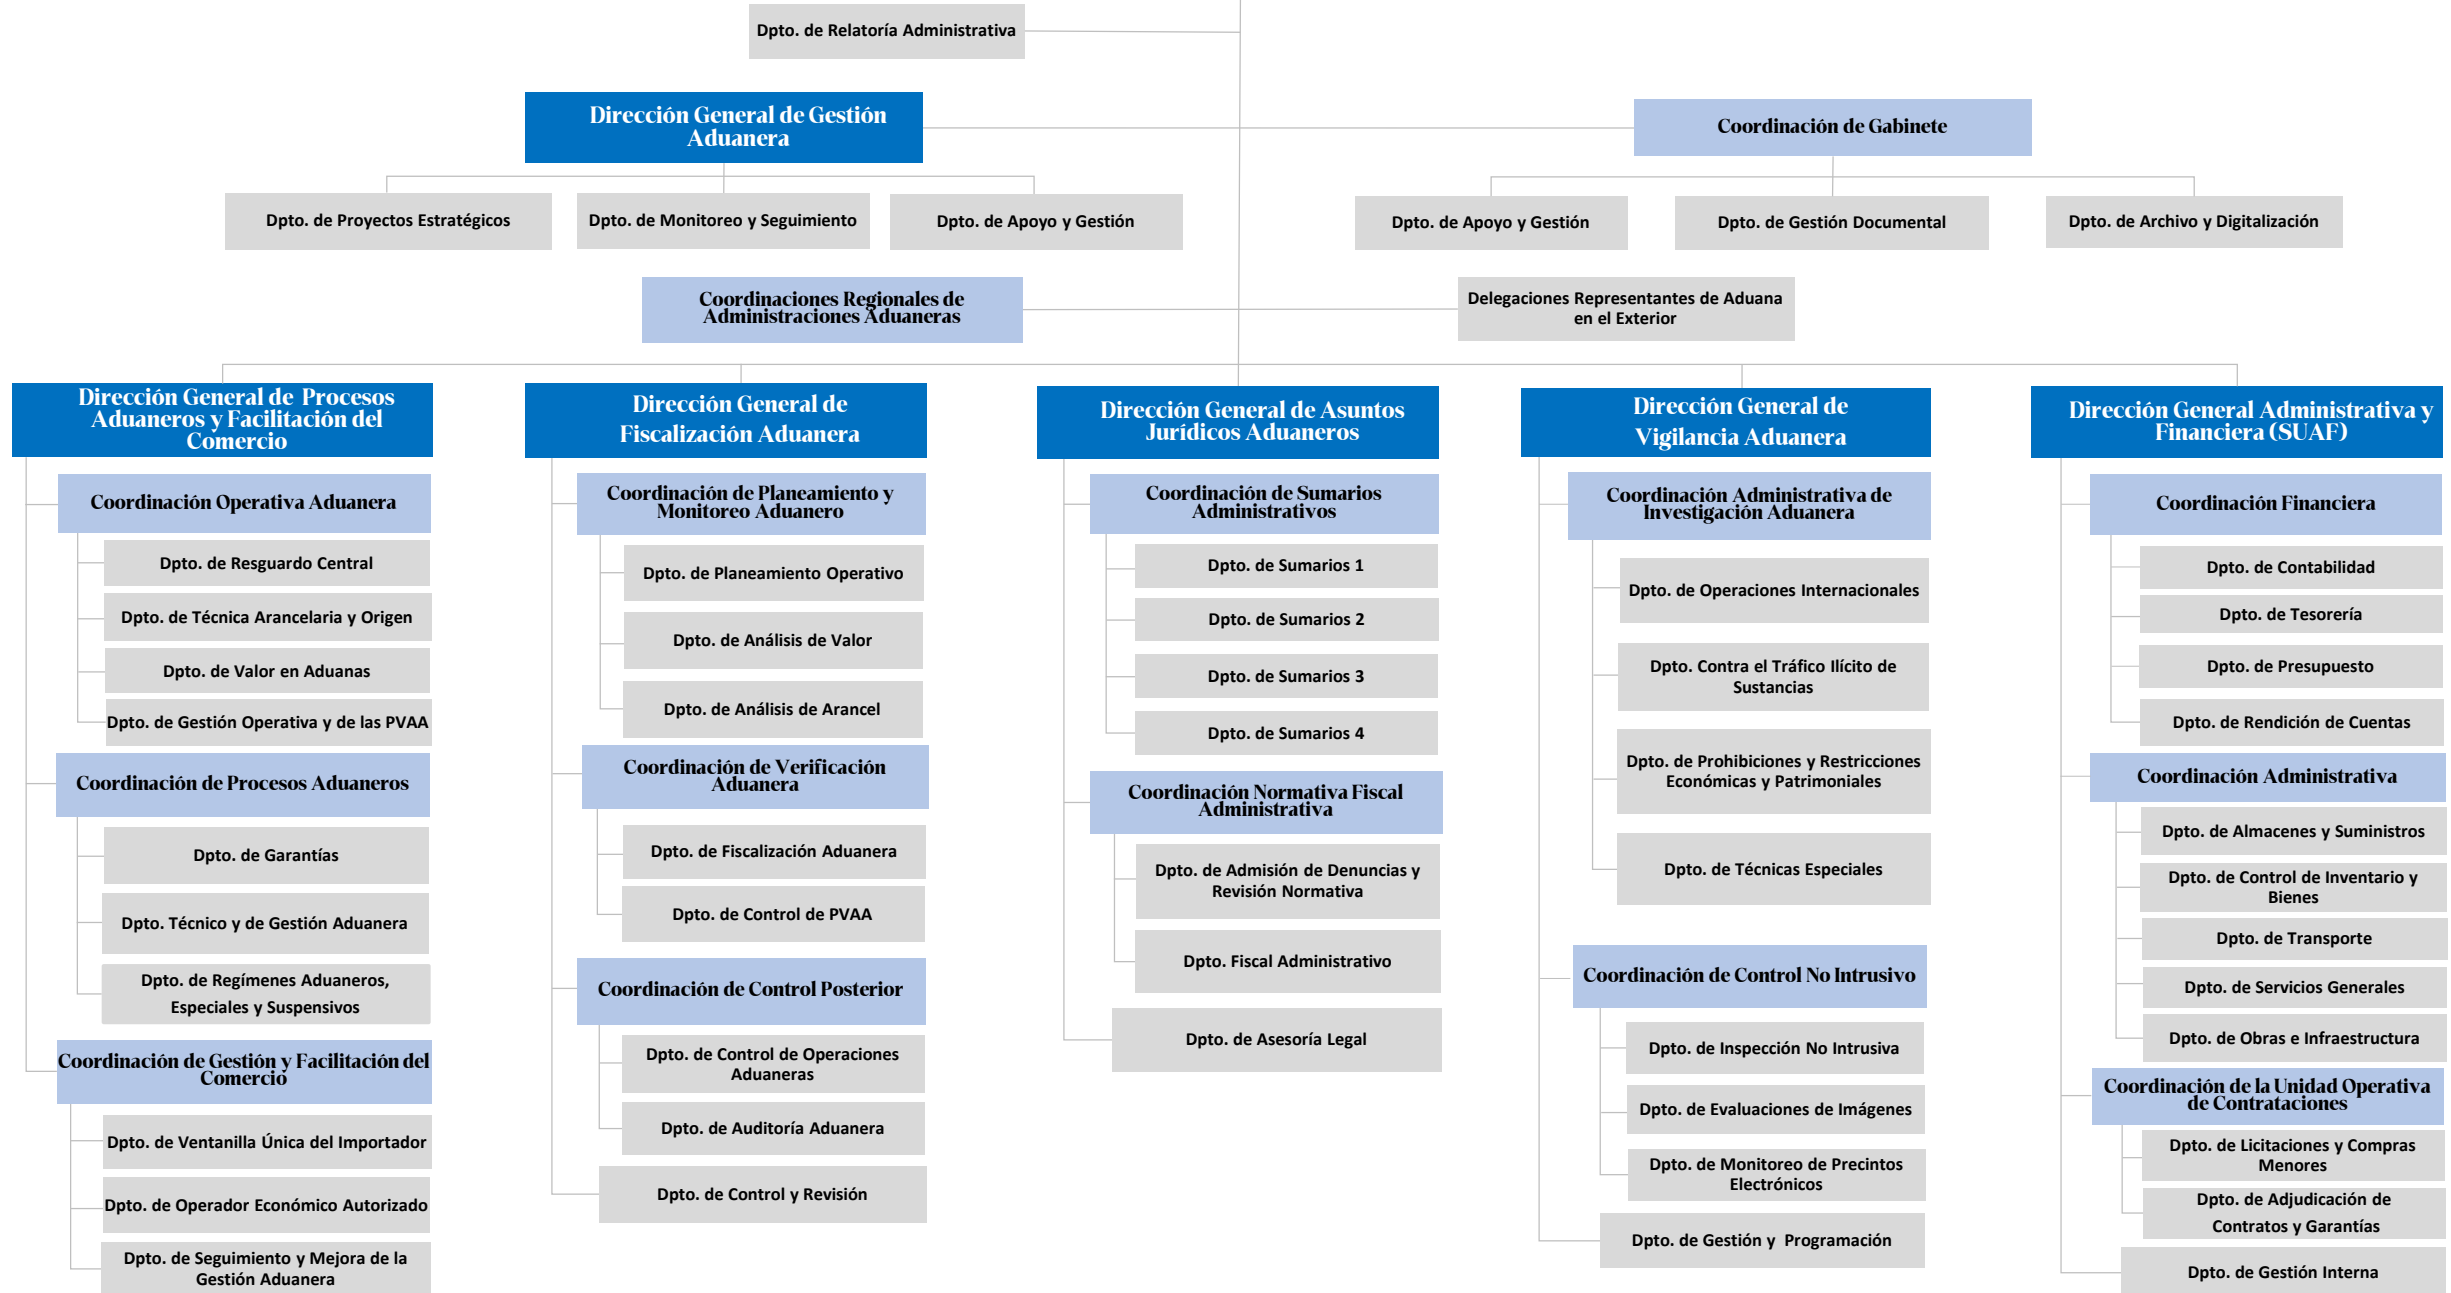 Dpto. de Relatoría Administrativa
Dirección General de Gestión
Aduanera
Coordinación de Gabinete
Dpto. de Proyectos Estratégicos
Dpto. de Monitoreo y Seguimiento
Dpto. de Apoyo y Gestión
Dpto. de Apoyo y Gestión
Dpto. de Gestión Documental
Dpto. de Archivo y Digitalización
Coordinaciones Regionales de
Administraciones Aduaneras
Delegaciones Representantes de Aduana
en el Exterior
Dirección General de Procesos
Aduaneros y Facilitación del
Comercio
Coordinación Operativa Aduanera
Dpto. de Resguardo Central
Dpto. de Técnica Arancelaria y Origen
Dpto. de Valor en Aduanas
Dpto. de Gestión Operativa y de las PVAA
Coordinación de Procesos Aduaneros
Dpto. de Garantías
Dpto. Técnico y de Gestión Aduanera
Dpto. de Regímenes Aduaneros,
Especiales y Suspensivos
Coordinación de Gestión y Facilitación del
Comercio
Dpto. de Ventanilla Única del Importador
Dpto. de Operador Económico Autorizado
Dpto. de Seguimiento y Mejora de la
Gestión Aduanera
Dirección General de
Fiscalización Aduanera
Coordinación de Planeamiento y
Monitoreo Aduanero
Dpto. de Planeamiento Operativo
Dpto. de Análisis de Valor
Dpto. de Análisis de Arancel
Coordinación de Verificación
Aduanera
Dpto. de Fiscalización Aduanera
Dpto. de Control de PVAA
Coordinación de Control Posterior
Dpto. de Control de Operaciones
Aduaneras
Dpto. de Auditoría Aduanera
Dpto. de Control y Revisión
Dirección General de Asuntos
Jurídicos Aduaneros
Coordinación de Sumarios
Administrativos
Dpto. de Sumarios 1
Dpto. de Sumarios 2
Dpto. de Sumarios 3
Dpto. de Sumarios 4
Coordinación Normativa Fiscal
Administrativa
Dpto. de Admisión de Denuncias y
Revisión Normativa
Dpto. Fiscal Administrativo
Dpto. de Asesoría Legal
Dirección General de
Vigilancia Aduanera
Coordinación Administrativa de
Investigación Aduanera
Dpto. de Operaciones Internacionales
Dpto. Contra el Tráfico Ilícito de
Sustancias
Dpto. de Prohibiciones y Restricciones
Económicas y Patrimoniales
Dpto. de Técnicas Especiales
Coordinación de Control No Intrusivo
Dpto. de Inspección No Intrusiva
Dpto. de Evaluaciones de Imágenes
Dpto. de Monitoreo de Precintos
Electrónicos
Dpto. de Gestión y Programación
Dirección General Administrativa y
Financiera (SUAF)
Coordinación Financiera
Dpto. de Contabilidad
Dpto. de Tesorería
Dpto. de Presupuesto
Dpto. de Rendición de Cuentas
Coordinación Administrativa
Dpto. de Almacenes y Suministros
Dpto. de Control de Inventario y
Bienes
Dpto. de Transporte
Dpto. de Servicios Generales
Dpto. de Obras e Infraestructura
Coordinación de la Unidad Operativa
de Contrataciones
Dpto. de Licitaciones y Compras
Menores
Dpto. de Adjudicación de
Contratos y Garantías
Dpto. de Gestión Interna